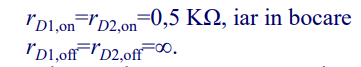 rD1,on=rD2,on=0,5 KΩ, iar in bocare
rD1,off=rD2,off=∞.